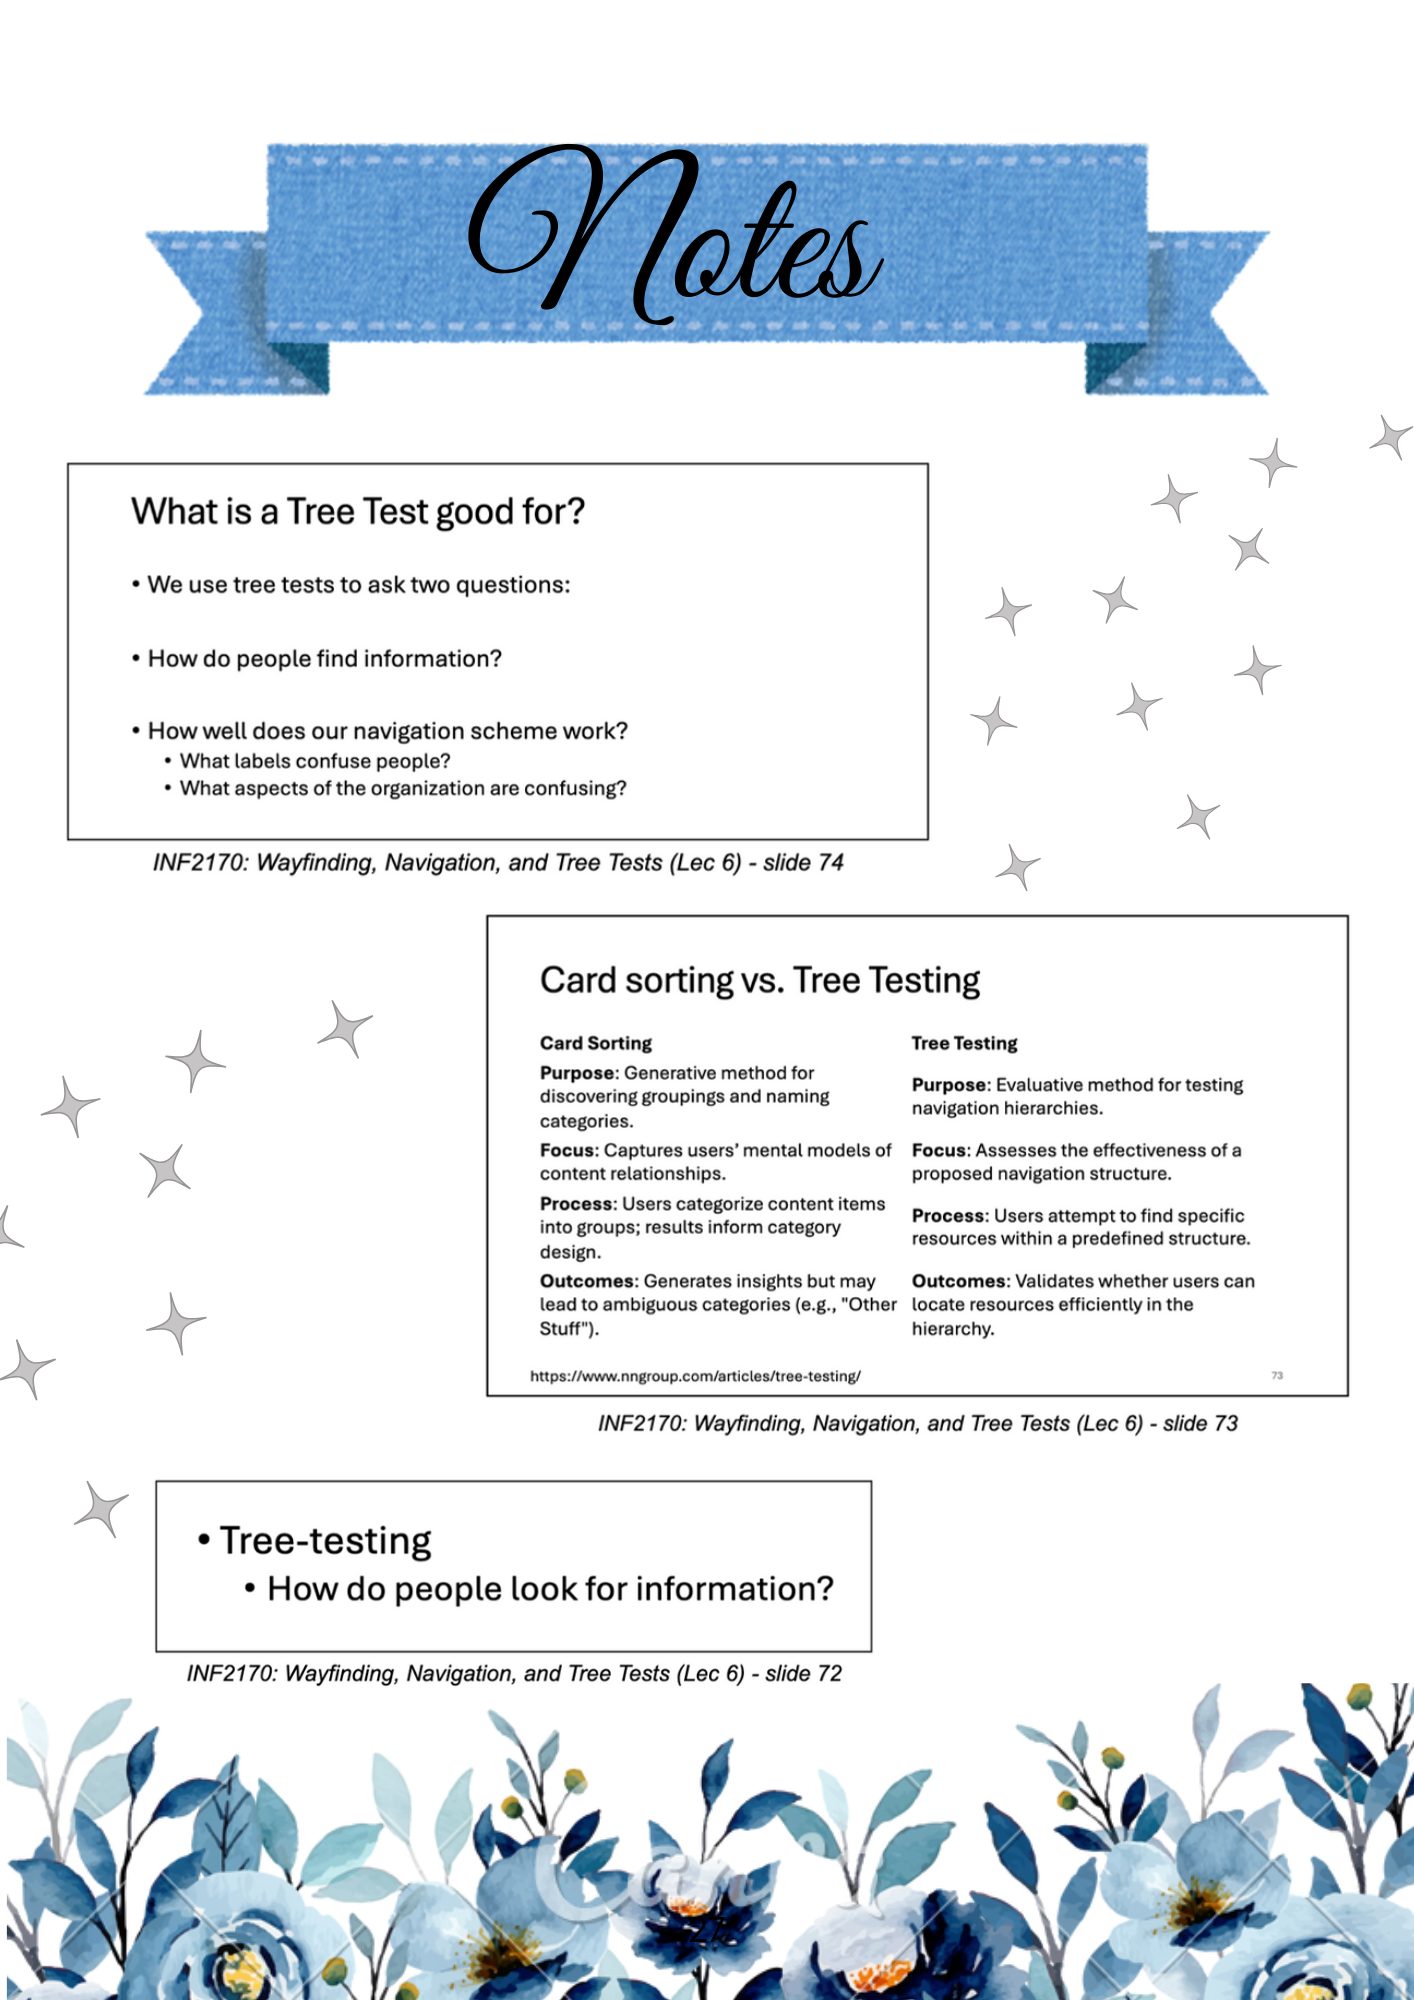 Notes
What is a Tree Test good for?
• We use tree tests to ask two questions:
• How do people find information?
• How well does our navigation scheme work?
• What labels confuse people?
• What aspects of the organization are confusing?
INF2170: Wayfinding, Navigation, and Tree Tests (Lec 6) - slide 74
Card sorting vs. Tree Testing
Card Sorting
Purpose: Generative method for
discovering groupings and naming
categories.
Focus: Captures users’ mental models of
content relationships.
Process: Users categorize content items
into groups; results inform category
design.
Outcomes: Generates insights but may
lead to ambiguous categories (e.g., "Other
Stuff").
Tree Testing
Purpose: Evaluative method for testing
navigation hierarchies.
Focus: Assesses the effectiveness of a
proposed navigation structure.
Process: Users attempt to find specific
resources within a predefined structure.
Outcomes: Validates whether users can
locate resources efficiently in the
hierarchy.
https://www.nngroup.com/articles/tree-testing/
73
INF2170: Wayfinding, Navigation, and Tree Tests (Lec 6) - slide 73
• Tree-testing
• How do people look for information?
INF2170: Wayfinding, Navigation, and Tree Tests (Lec 6) - slide 72